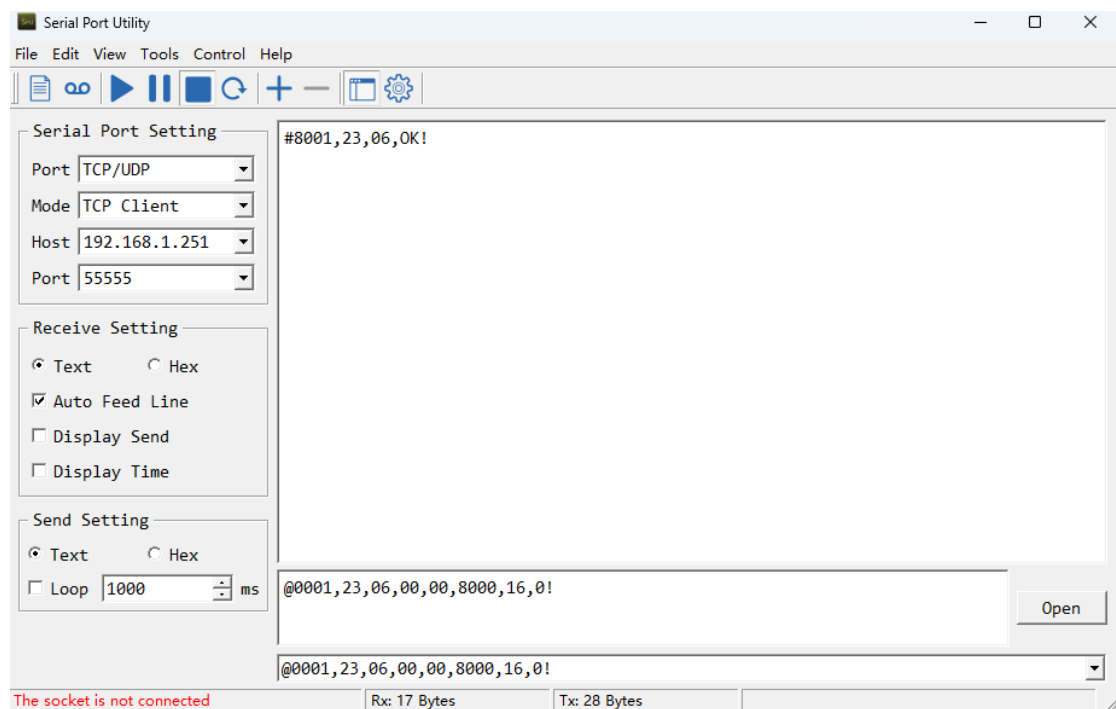 Serial Port Utility
File Edit View Tools Control Help
Serial Port Setting
Port TCP/UDP
Mode TCP Client
Host 192.168.1.251
Port 55555
Receive Setting
Text Hex
Auto Feed Line
Display Send
Display Time
Send Setting
Text Hex
Loop 1000 ms
#8001,23,06,OK!
@0001,23,06,00,00,8000,16,0!
Open
@0001,23,06,00,00,8000,16,0!
The socket is not connected
Rx: 17 Bytes
Tx: 28 Bytes